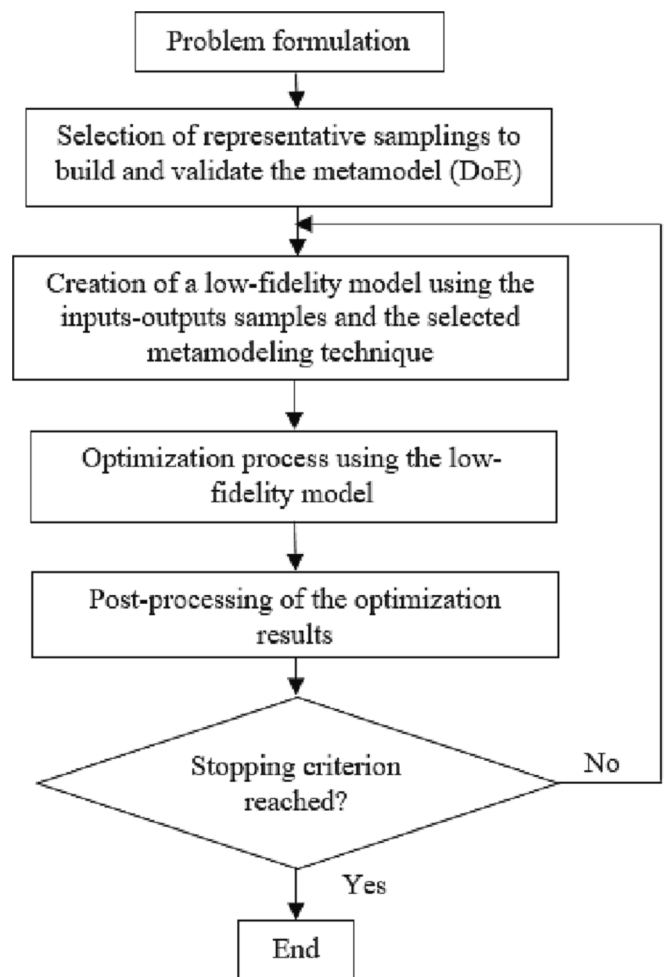 Problem formulation
Selection of representative samplings to
build and validate the metamodel (DoE)
Creation of a low-fidelity model using the
inputs-outputs samples and the selected
metamodeling technique
Optimization process using the low-
fidelity model
Post-processing of the optimization
results
Stopping criterion
reached?
No
Yes
End